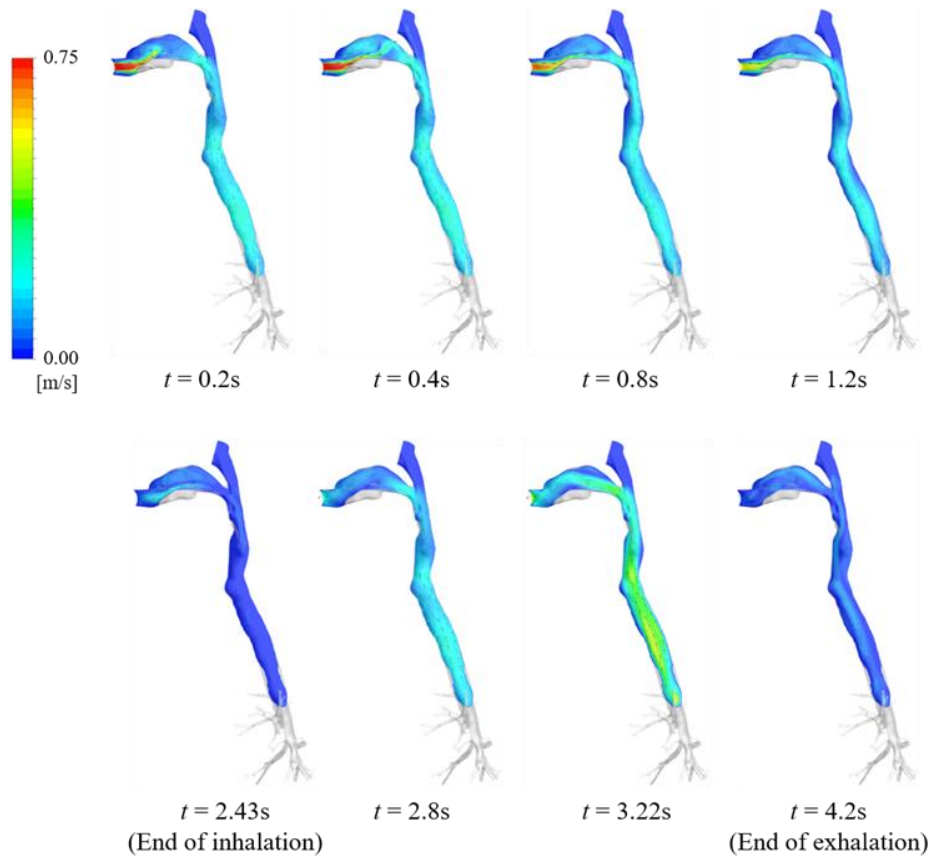 0.75
0.00
[m/s]
t = 0.2s
t = 0.4s
t = 0.8s
t = 1.2s
t = 2.43s
(End of inhalation)
t = 2.8s
t = 3.22s
t = 4.2s
(End of exhalation)